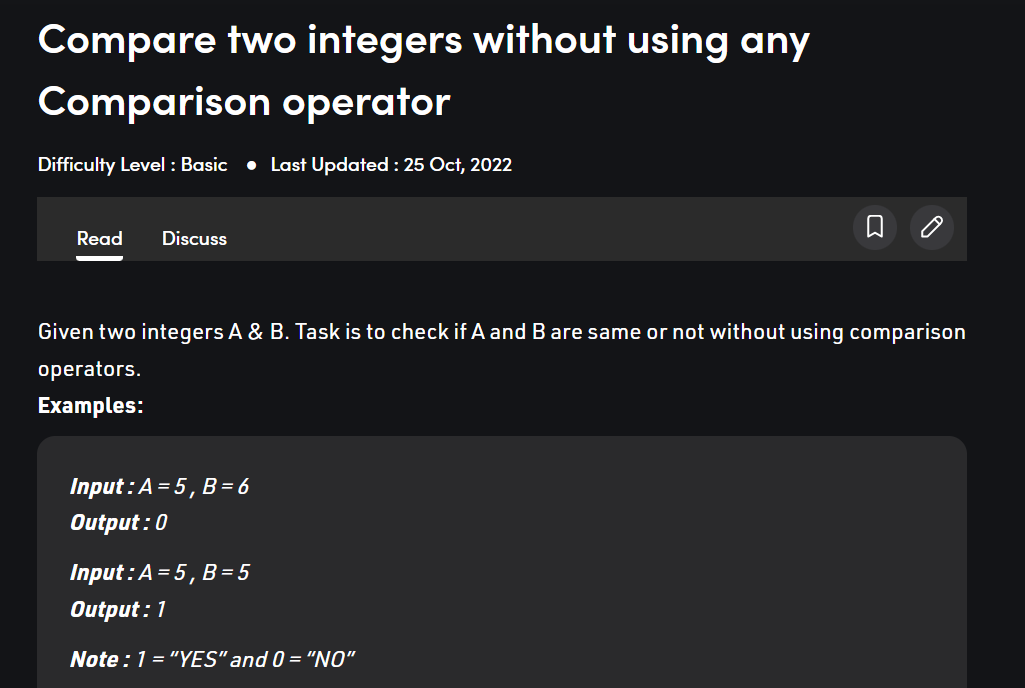 Compare two integers without using any
Comparison operator
Difficulty Level : Basic ● Last Updated : 25 Oct, 2022
Read Discuss
Given two integers A & B. Task is to check if A and B are same or not without using comparison
operators.
Examples:
Input : A = 5 , B = 6
Output : 0
Input : A = 5 , B = 5
Output : 1
Note : 1 = “YES” and 0 = “NO”